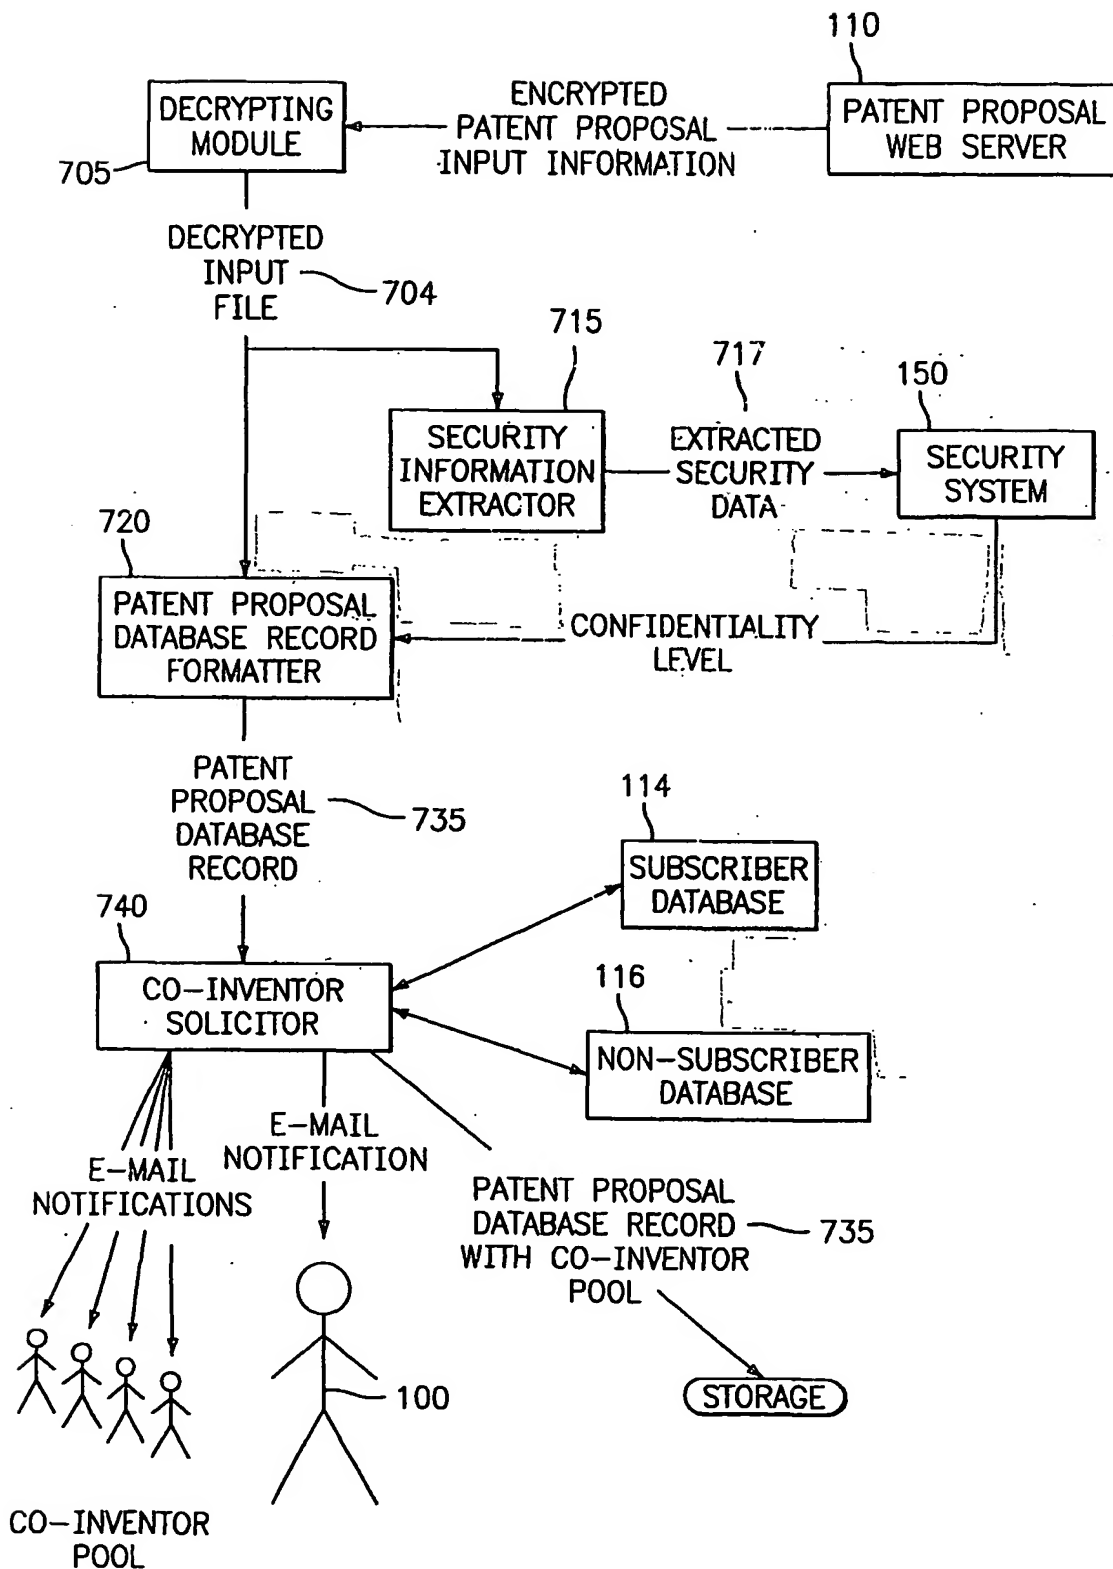 110
DECRYPTING
MODULE
705
ENCRYPTED
PATENT PROPOSAL
INPUT INFORMATION
PATENT PROPOSAL
WEB SERVER
DECRYPTED
INPUT
FILE
704
715
717
150
SECURITY
INFORMATION
EXTRACTOR
EXTRACTED
SECURITY
DATA
SECURITY
SYSTEM
720
PATENT PROPOSAL
DATABASE RECORD
FORMATTER
CONFIDENTIALITY
LEVEL
PATENT
PROPOSAL
DATABASE
RECORD
735
114
SUBSCRIBER
DATABASE
740
CO-INVENTOR
SOLICITOR
116
NON-SUBSCRIBER
DATABASE
E-MAIL
NOTIFICATIONS
E-MAIL
NOTIFICATION
PATENT PROPOSAL
DATABASE RECORD
WITH CO-INVENTOR
POOL
735
100
STORAGE
CO-INVENTOR
POOL